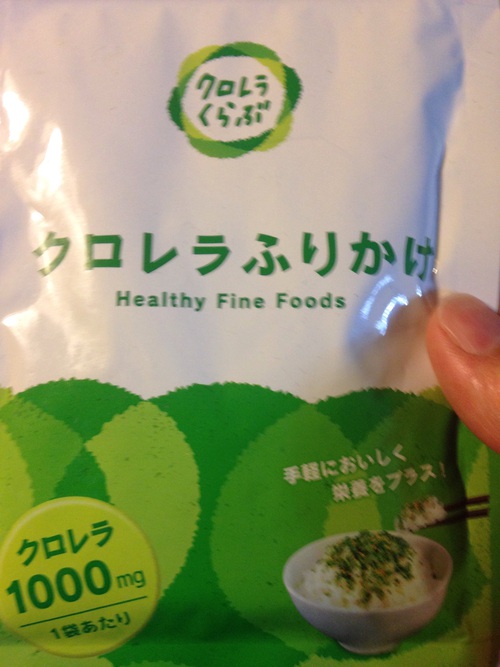 クロレラ
くらぶ
クロレラふりかけ
Healthy Fine Foods
手軽においしく
栄養をプラス!
クロレラ
1000mg
1袋あたり